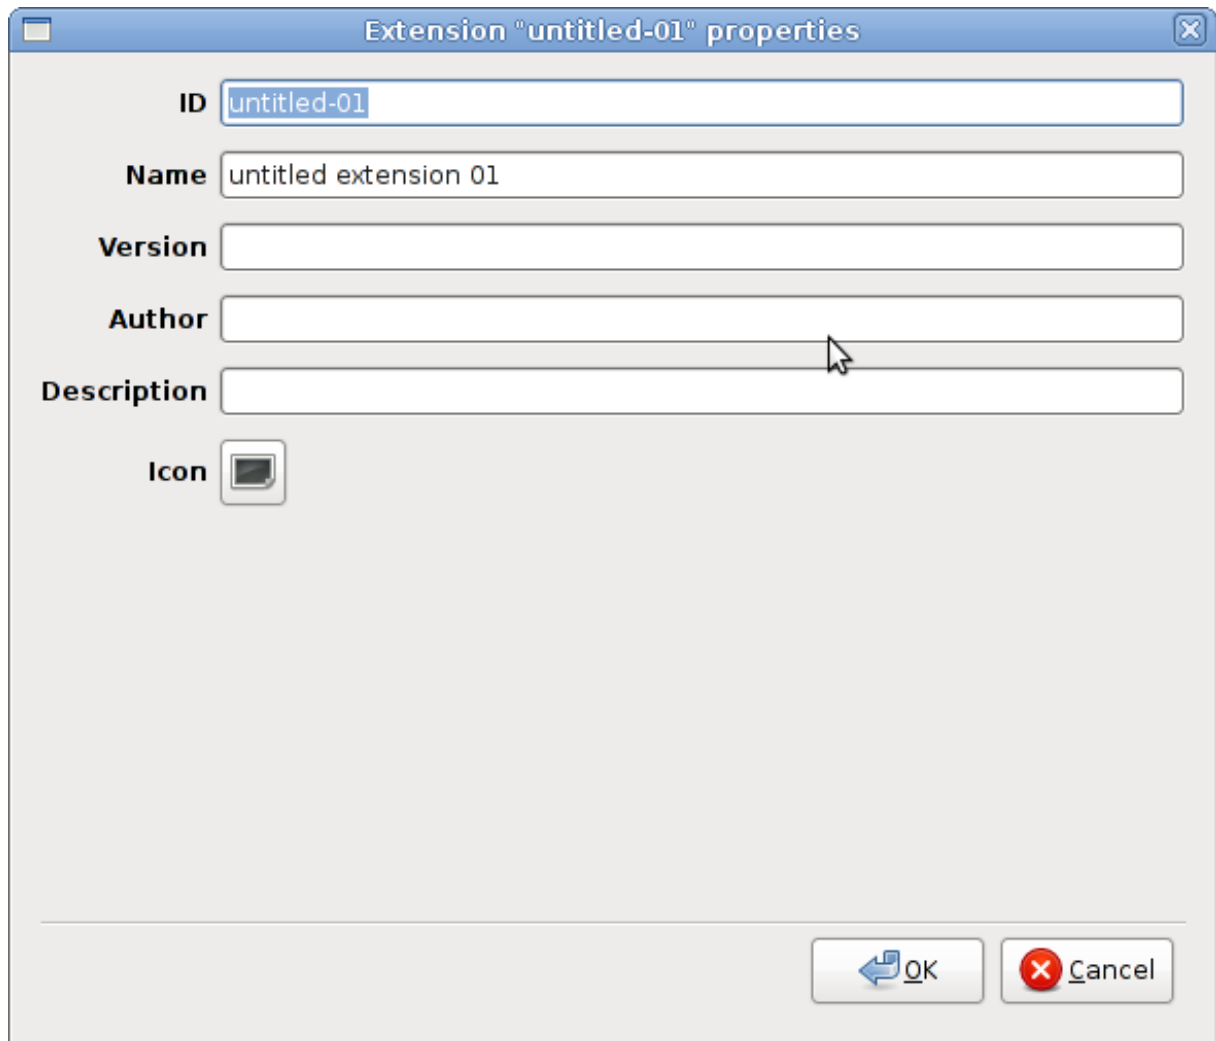 Extension "untitled-01" properties
ID untitled-01
Name untitled extension 01
Version
Author
Description
Icon
OK Cancel